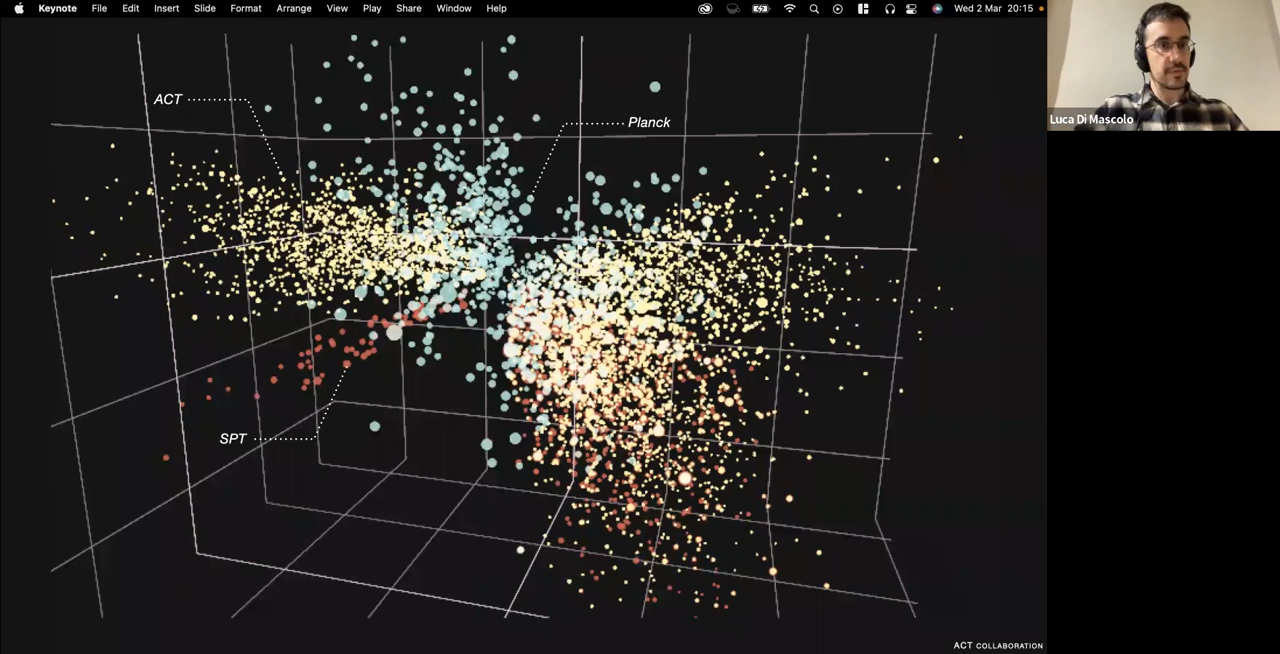 Keynote File Edit Insert Slide Format Arrange View Play Share Window Help Wed 2 Mar 20:15
ACT
Planck
Luca Di Mascolo
SPT
ACT COLLABORATION